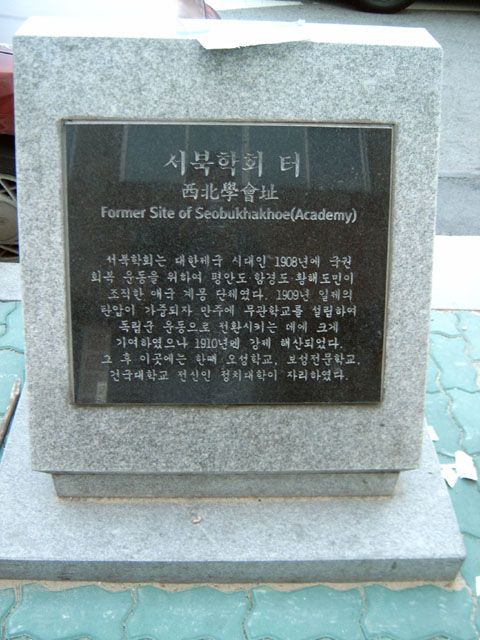 서북학회 터
西北學會址
Former Site of Seobukhakhoe(Academy)
서북학회는 대한제국 시대인 1908년에 국권
회복 운동을 위하여 평안도 함경도 황해도민이
조직한 애국 계몽 단체였다. 1909년 일제의
탄압이 가중되자 만주에 무관학교를 설립하여
독립군 운동으로 전환시키는 데에 크게
기여하였으나 1910년엔 강제 해산되었다.
그 후 이곳에는 한때 오성학교, 보성전문학교,
건국대학교 전신인 정치대학이 자리하였다.